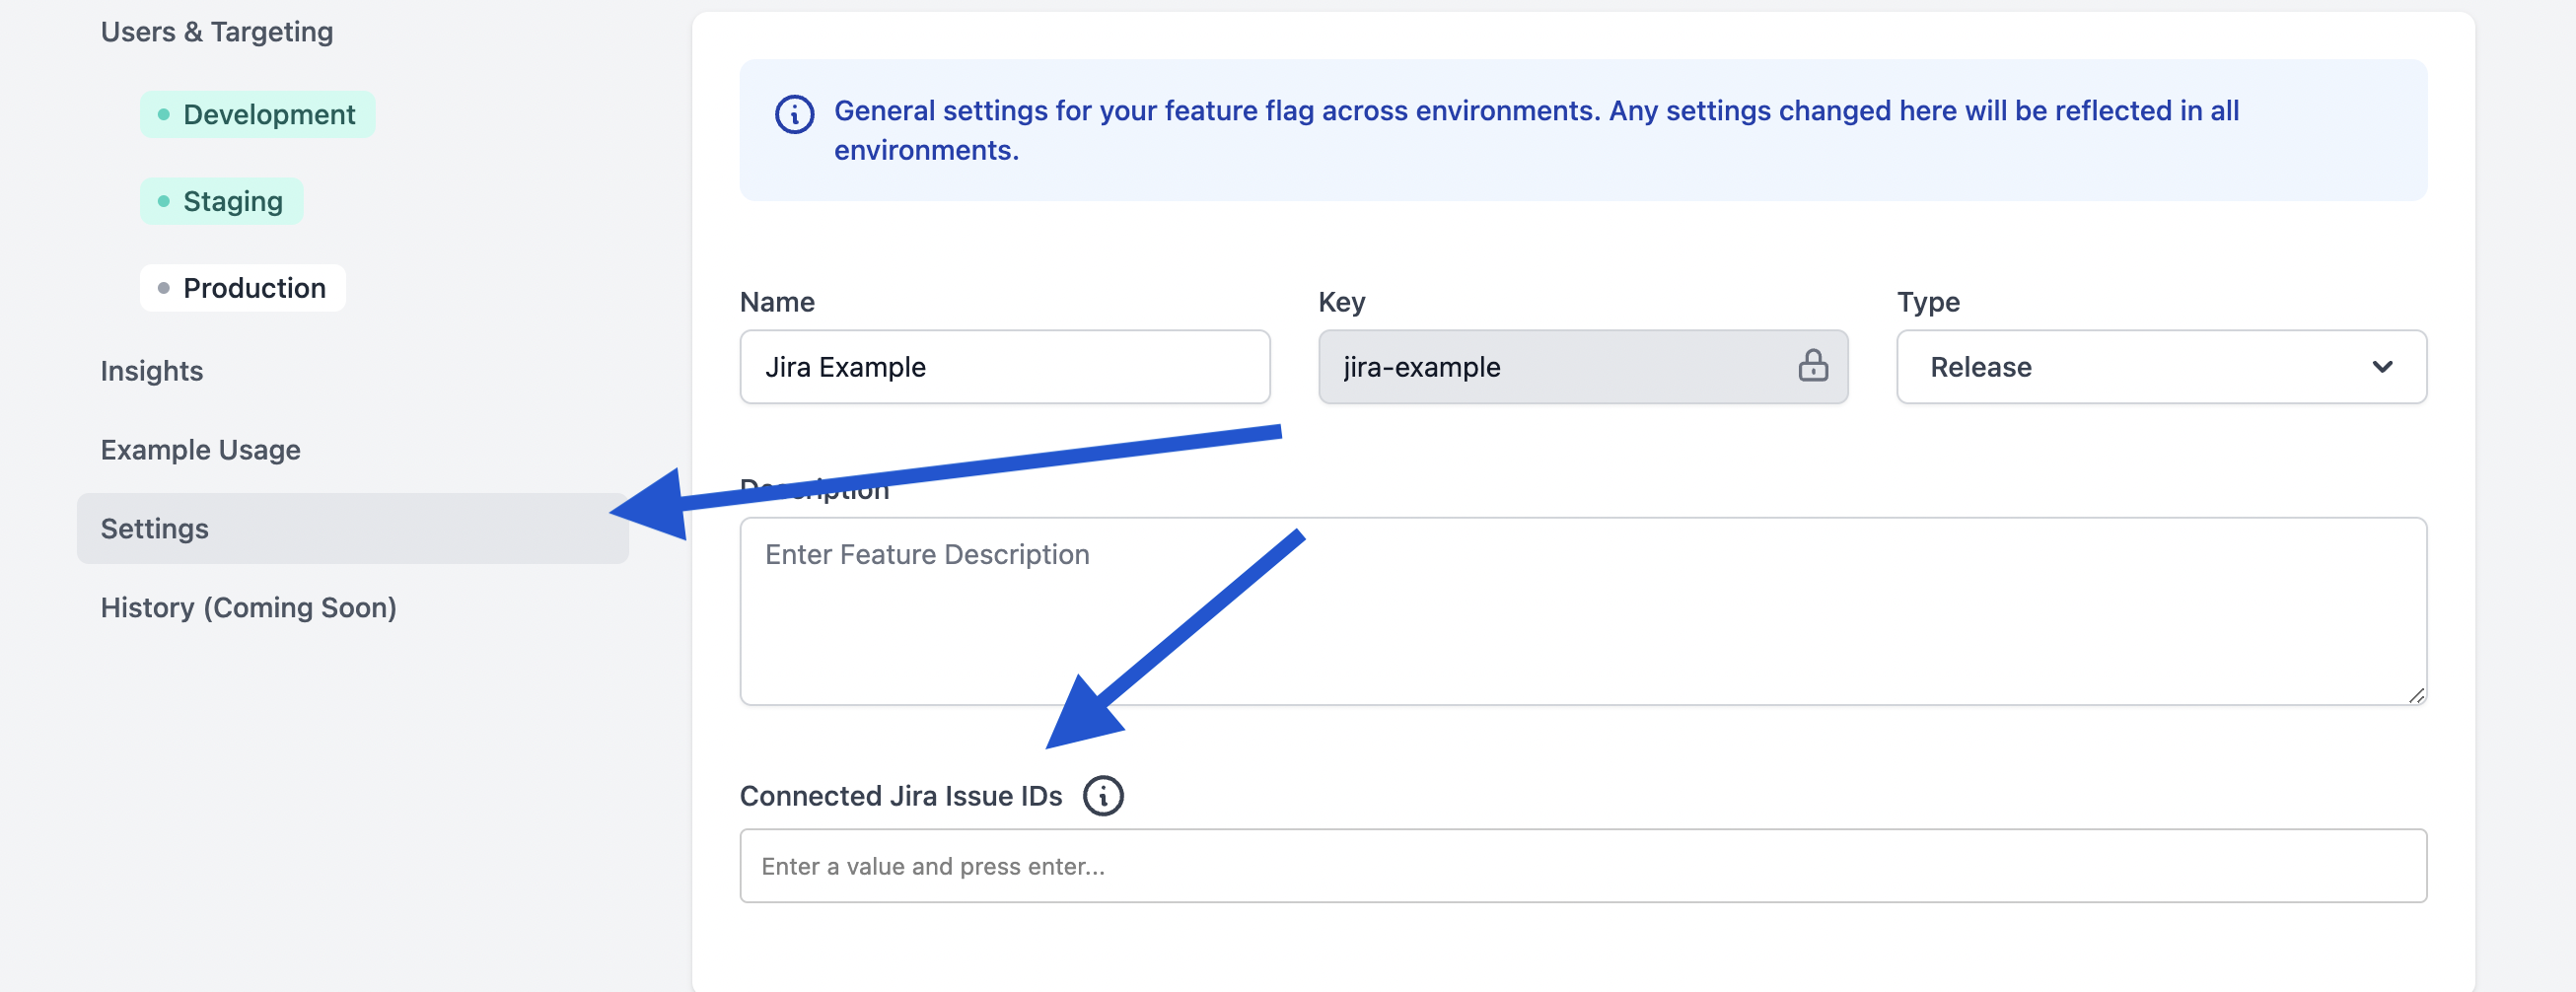 Users & Targeting
Development
Staging
Production
Insights
Example Usage
Settings
History (Coming Soon)
General settings for your feature flag across environments. Any settings changed here will be reflected in all
environments.
Name
Key
Type
Jira Example
jira-example
Release
Description
Enter Feature Description
Connected Jira Issue IDs
Enter a value and press enter...